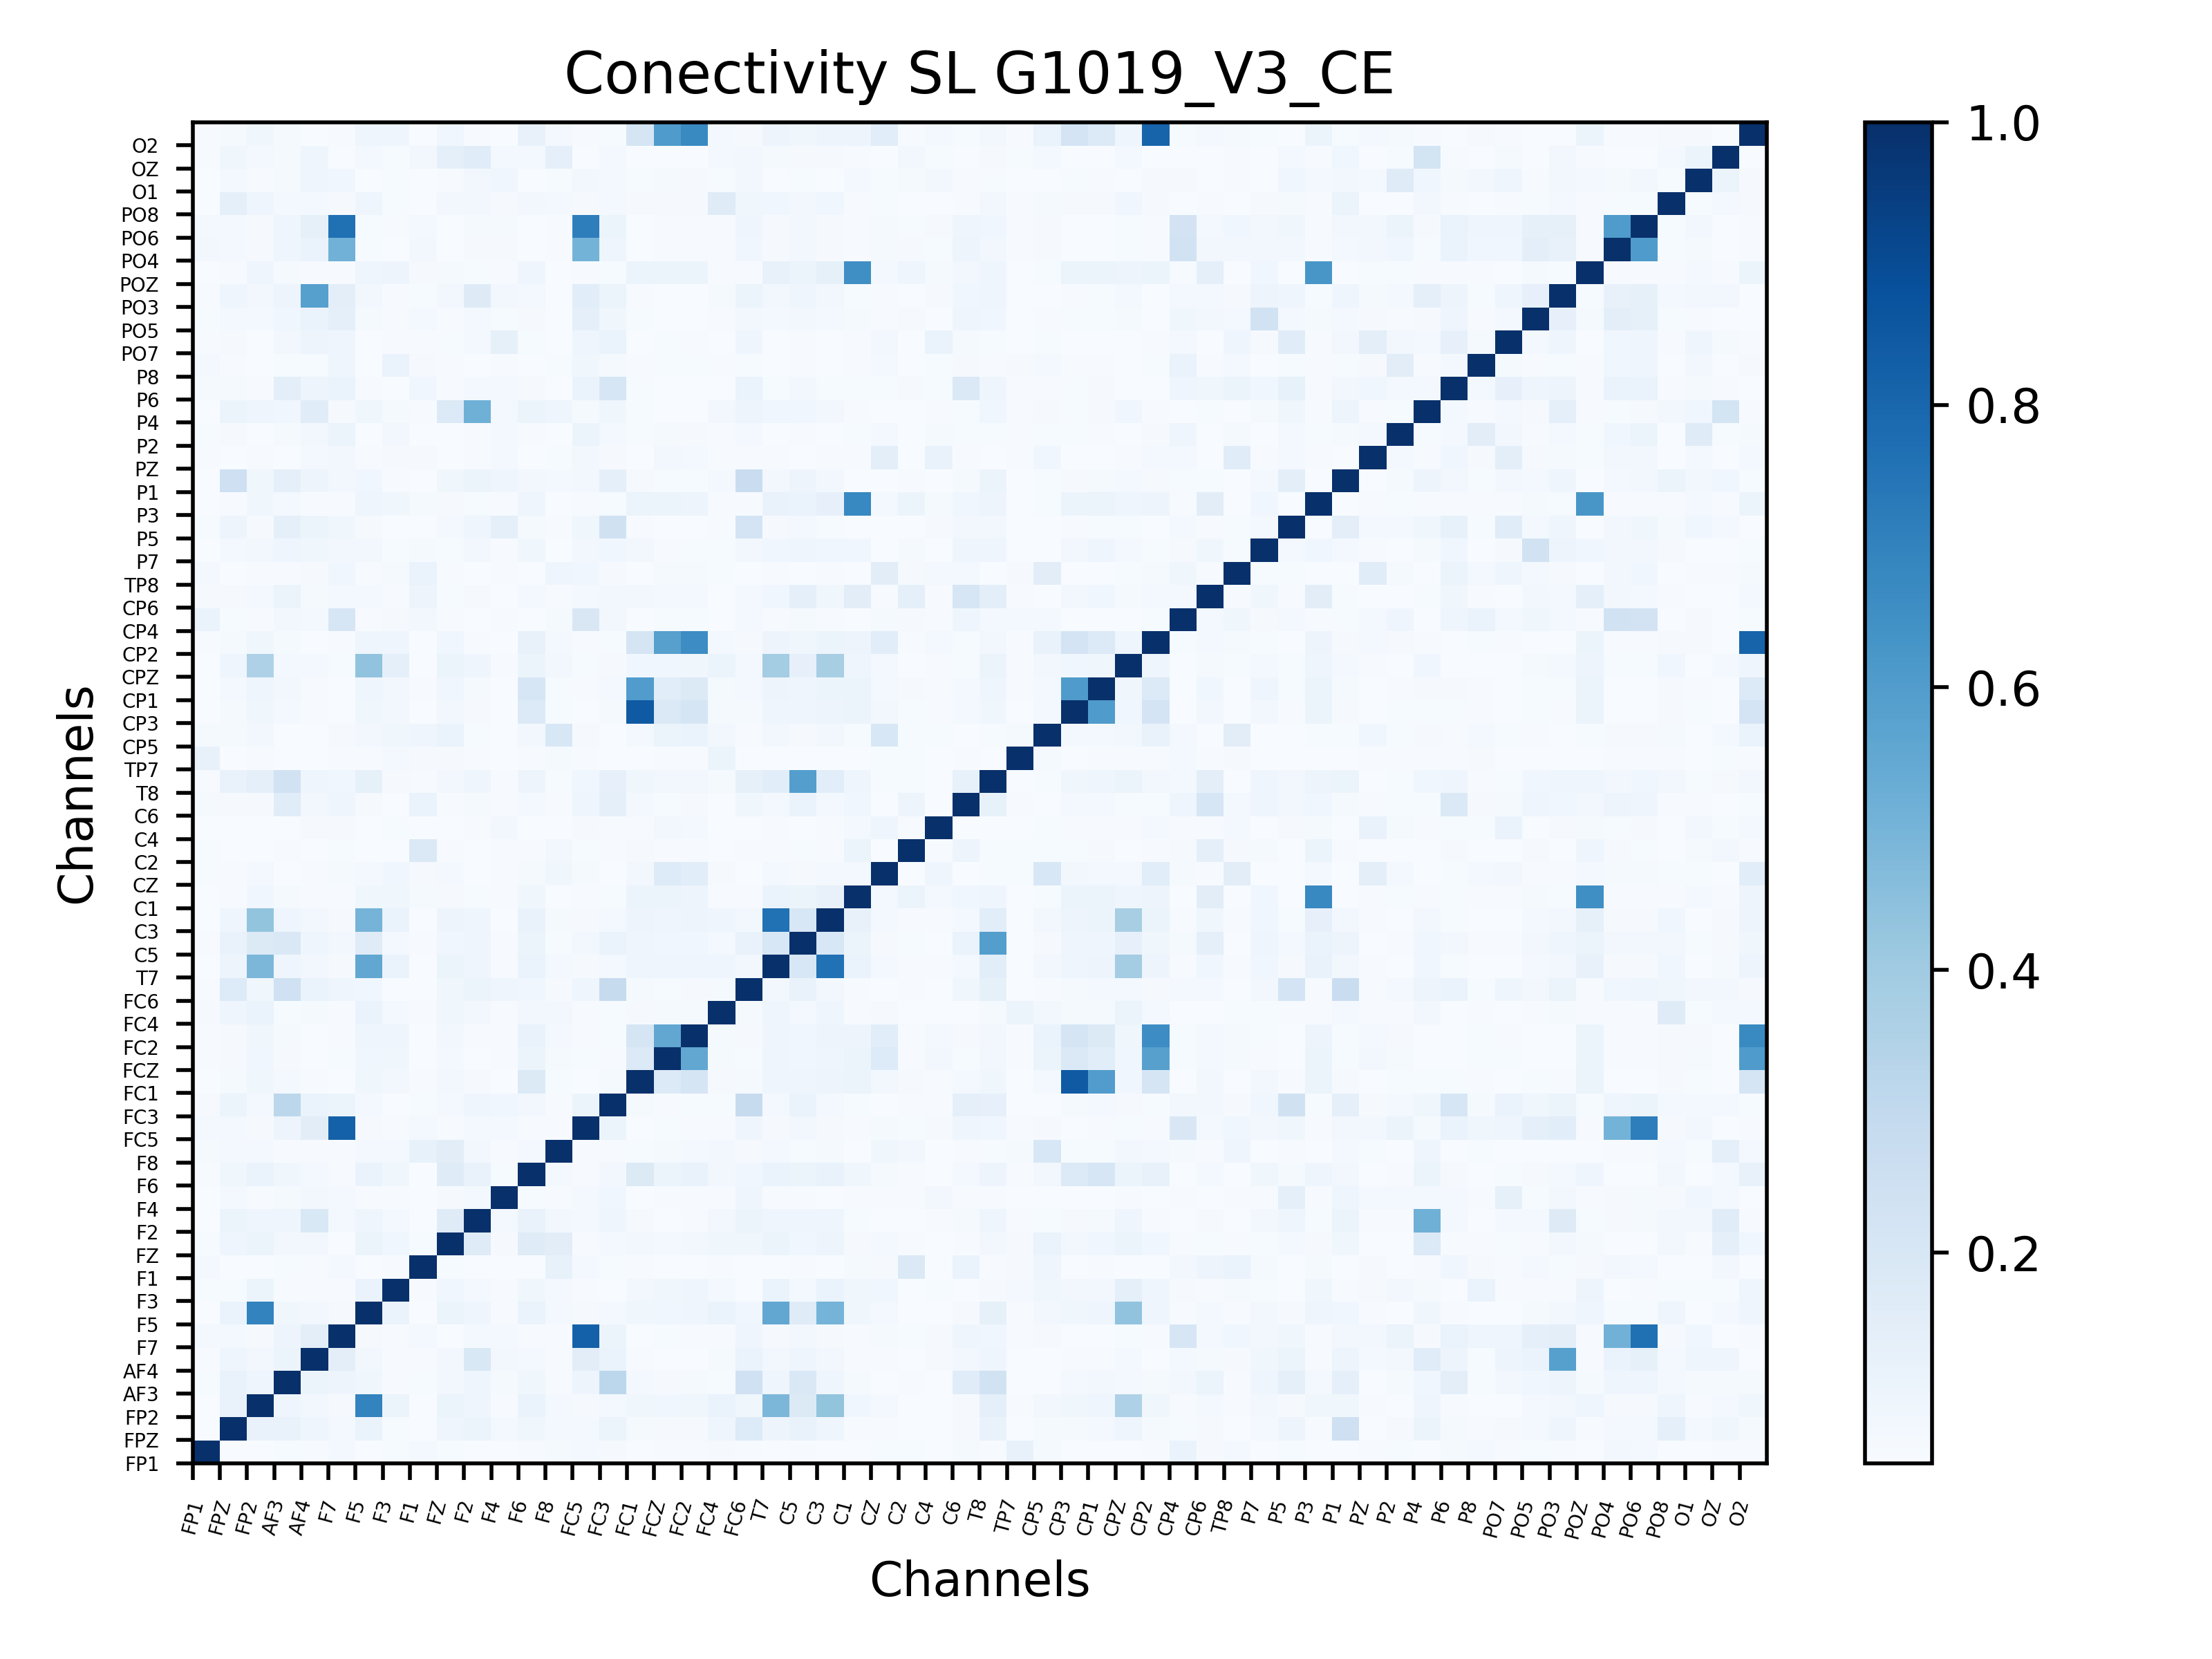 Conectivity SL G1019_V3_CE
Channels
O2
OZ
O1
PO8
PO6
PO4
POZ
PO3
PO5
PO7
P8
P6
P4
P2
PZ
P1
P3
P5
P7
TP8
CP6
CP4
CP2
CPZ
CP1
CP3
CP5
TP7
T8
C6
C4
C2
CZ
C1
C3
C5
T7
FC6
FC4
FC2
FCZ
FC1
FC3
FC5
F8
F6
F4
F2
FZ
F1
F3
F5
F7
AF4
AF3
FP2
FPZ
FP1
FP1 FPZ FP2 AF3 AF4 F7 F5 F3 F1 FZ F2 F4 F6 F8 FC5 FC3 FC1 FCZ FC2 FC4 FC6 T7 C5 C3 C1 CZ C2 C4 C6 T8 TP7 CP5 CP3 CP1 CPZ CP2 CP4 CP6 TP8 P7 P5 P3 P1 PZ P2 P4 P6 P8 PO7 PO5 PO3 POZ PO4 PO6 PO8 O1 OZ O2
Channels
1.0
0.8
0.6
0.4
0.2